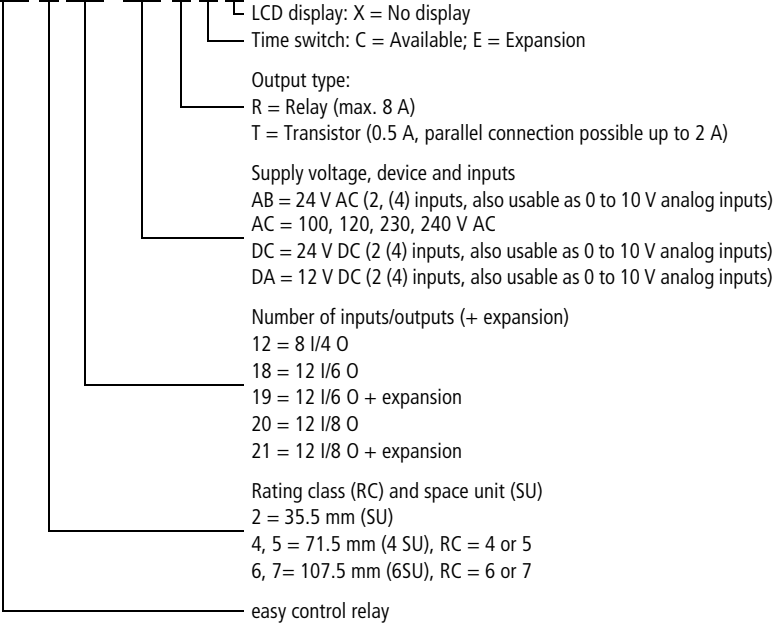 LCD display: X = No display
Time switch: C = Available; E = Expansion
Output type:
R = Relay (max. 8 A)
T = Transistor (0.5 A, parallel connection possible up to 2 A)
Supply voltage, device and inputs
AB = 24 V AC (2, (4) inputs, also usable as 0 to 10 V analog inputs)
AC = 100, 120, 230, 240 V AC
DC = 24 V DC (2 (4) inputs, also usable as 0 to 10 V analog inputs)
DA = 12 V DC (2 (4) inputs, also usable as 0 to 10 V analog inputs)
Number of inputs/outputs (+ expansion)
12 = 8 I/4 O
18 = 12 I/6 O
19 = 12 I/6 O + expansion
20 = 12 I/8 O
21 = 12 I/8 O + expansion
Rating class (RC) and space unit (SU)
2 = 35.5 mm (SU)
4, 5 = 71.5 mm (4 SU), RC = 4 or 5
6, 7= 107.5 mm (6SU), RC = 6 or 7
easy control relay